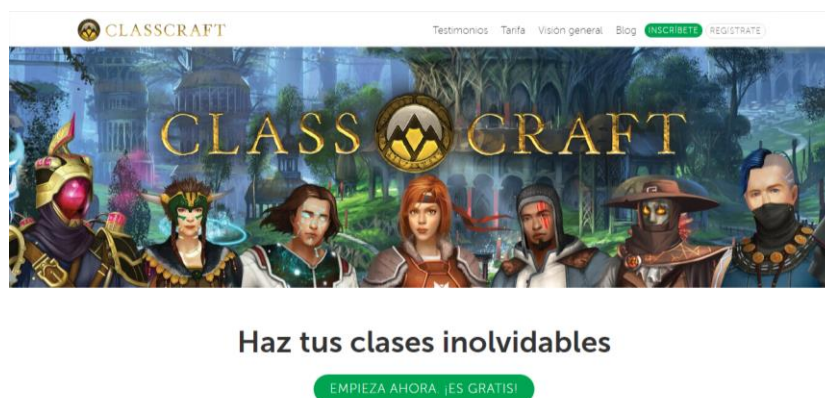 CLASSCRAFT
Testimonios Tarifa Visión general Blog INSCRÍBETE REGÍSTRATE
CLASS CRAFT
Haz tus clases inolvidables
EMPIEZA AHORA. ¡ES GRATIS!